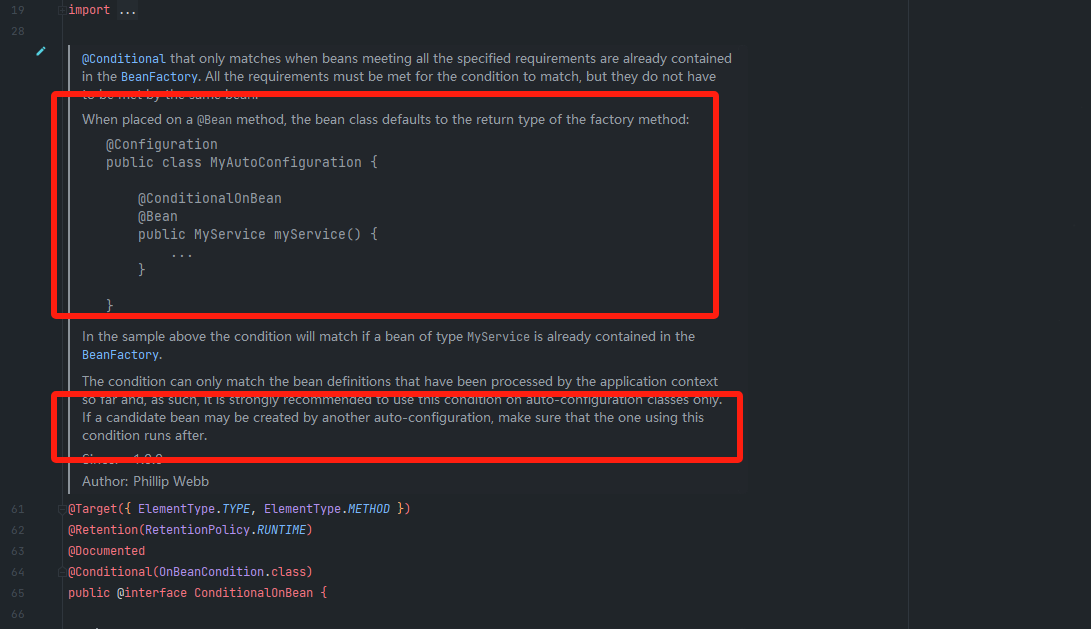 19 import ...
28
@Conditional that only matches when beans meeting all the specified requirements are already contained
in the BeanFactory. All the requirements must be met for the condition to match, but they do not have
to be met by the same bean.
When placed on a @Bean method, the bean class defaults to the return type of the factory method:
@Configuration
public class MyAutoConfiguration {
@ConditionalOnBean
@Bean
public MyService myService() {
...
}
}
In the sample above the condition will match if a bean of type MyService is already contained in the
BeanFactory.
The condition can only match the bean definitions that have been processed by the application context
so far and, as such, it is strongly recommended to use this condition on auto-configuration classes only.
If a candidate bean may be created by another auto-configuration, make sure that the one using this
condition runs after.
Since: 1.0.0
Author: Phillip Webb
61 @Target({ ElementType.TYPE, ElementType.METHOD })
62 @Retention(RetentionPolicy.RUNTIME)
63 @Documented
64 @Conditional(OnBeanCondition.class)
65 public @interface ConditionalOnBean {
66